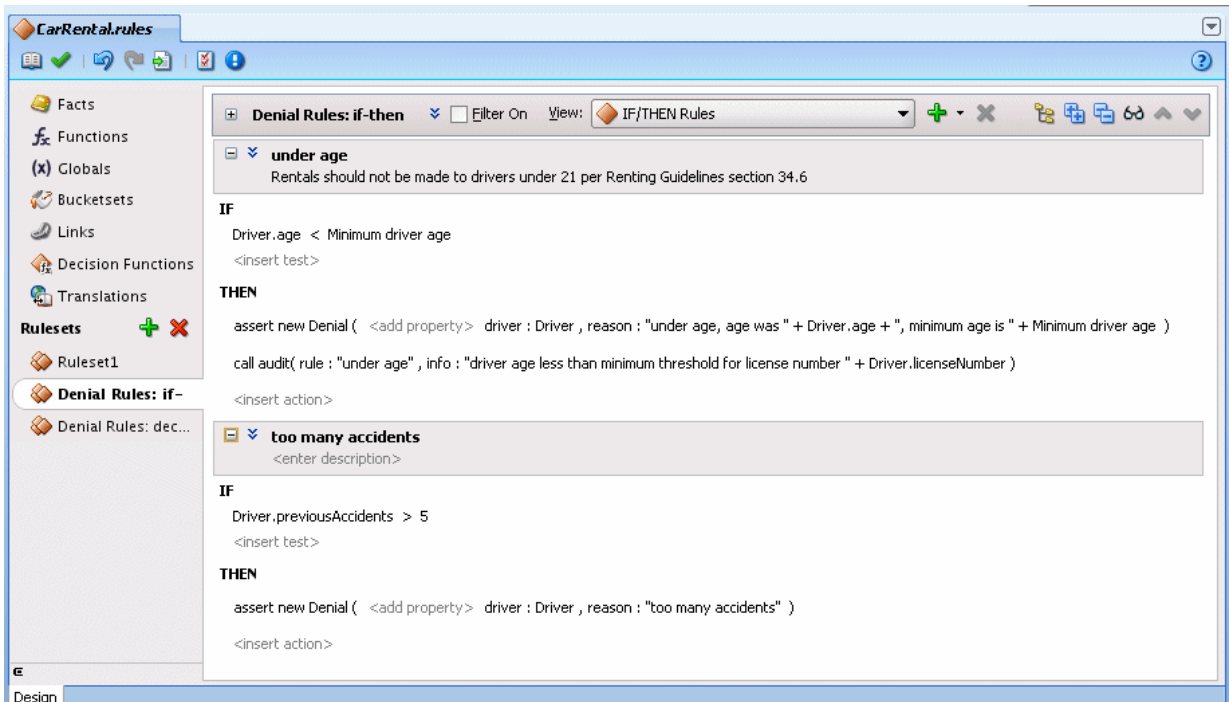 CarRental.rules
Facts
Functions
(x) Globals
Bucketsets
Links
Decision Functions
Translations
Rulesets
Ruleset1
Denial Rules: if-
Denial Rules: dec...
Denial Rules: if-then Filter On View: IF/THEN Rules
under age
Rentals should not be made to drivers under 21 per Renting Guidelines section 34.6
IF
Driver.age < Minimum driver age
<insert test>
THEN
assert new Denial ( <add property> driver : Driver , reason : "under age, age was " + Driver.age + ", minimum age is " + Minimum driver age )
call audit( rule : "under age" , info : "driver age less than minimum threshold for license number " + Driver.licenseNumber )
<insert action>
too many accidents
<enter description>
IF
Driver.previousAccidents > 5
<insert test>
THEN
assert new Denial ( <add property> driver : Driver , reason : "too many accidents" )
<insert action>
Design